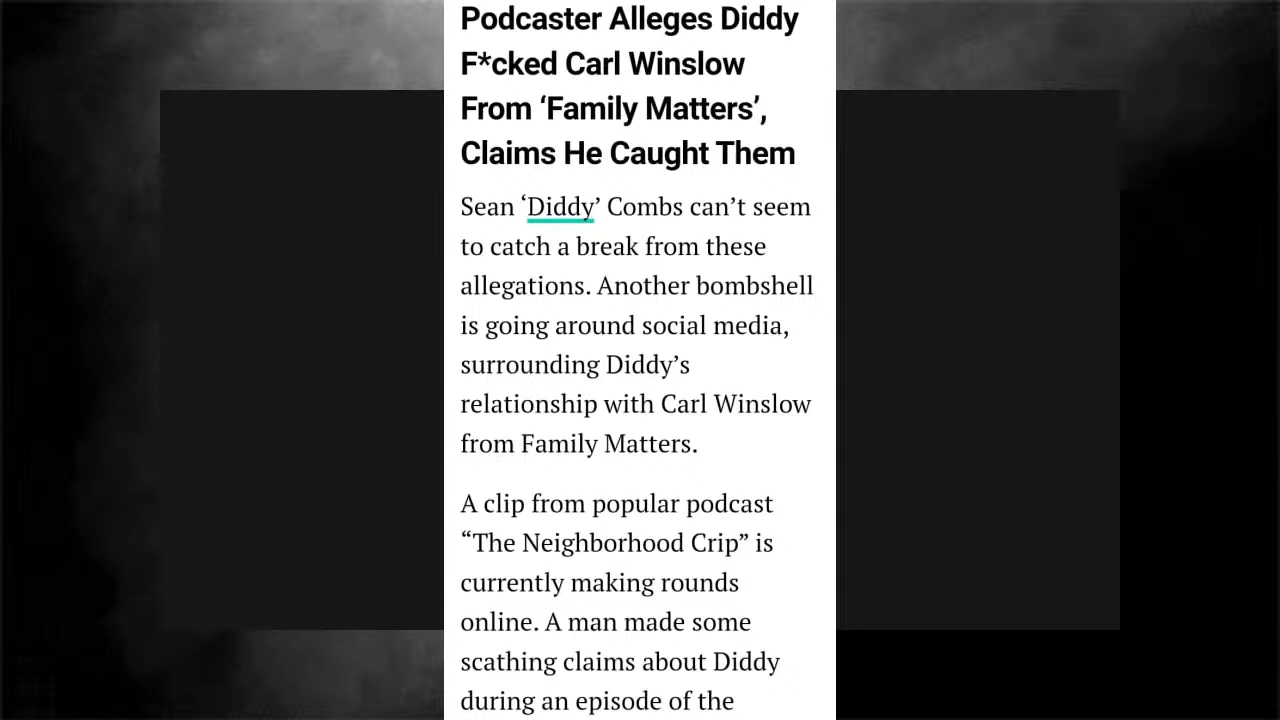 Podcaster Alleges Diddy
F*cked Carl Winslow
From ‘Family Matters’,
Claims He Caught Them
Sean ‘Diddy’ Combs can’t seem
to catch a break from these
allegations. Another bombshell
is going around social media,
surrounding Diddy’s
relationship with Carl Winslow
from Family Matters.
A clip from popular podcast
“The Neighborhood Crip” is
currently making rounds
online. A man made some
scathing claims about Diddy
during an episode of the